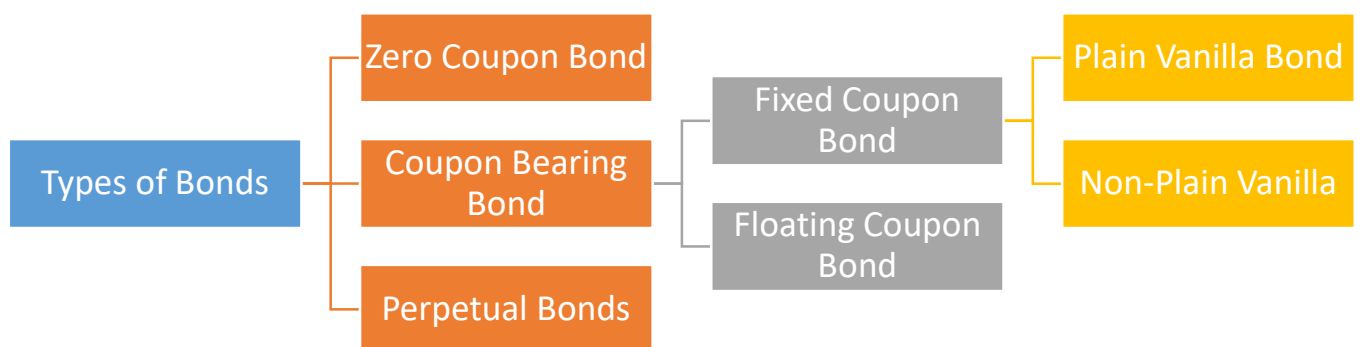 Types of Bonds
Zero Coupon Bond
Coupon Bearing
Bond
Perpetual Bonds
Fixed Coupon
Bond
Floating Coupon
Bond
Plain Vanilla Bond
Non-Plain Vanilla